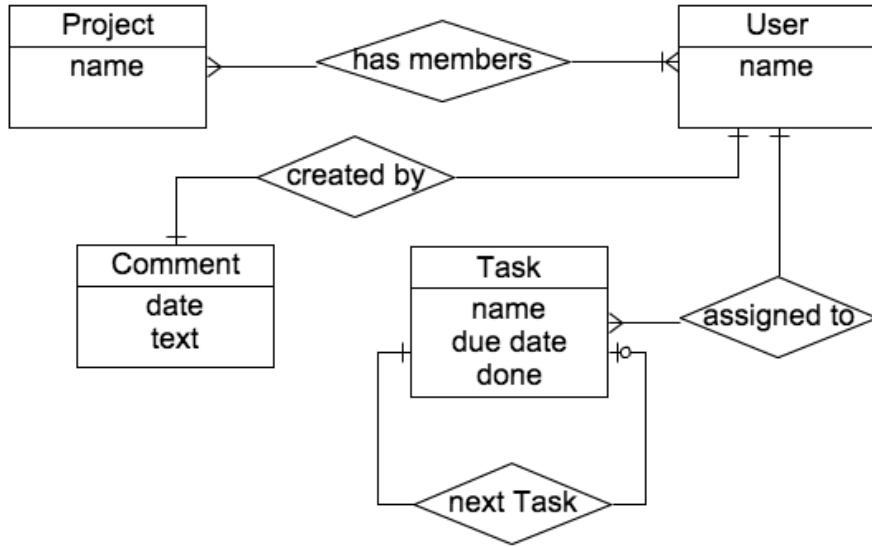 Project
name
has members
User
name
created by
Comment
date
text
Task
name
due date
done
assigned to
next Task